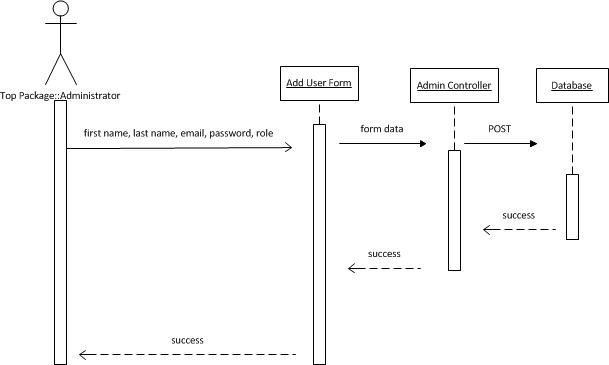 Top Package::Administrator
Add User Form
Admin Controller
Database
first name, last name, email, password, role
form data
POST
success
success
success